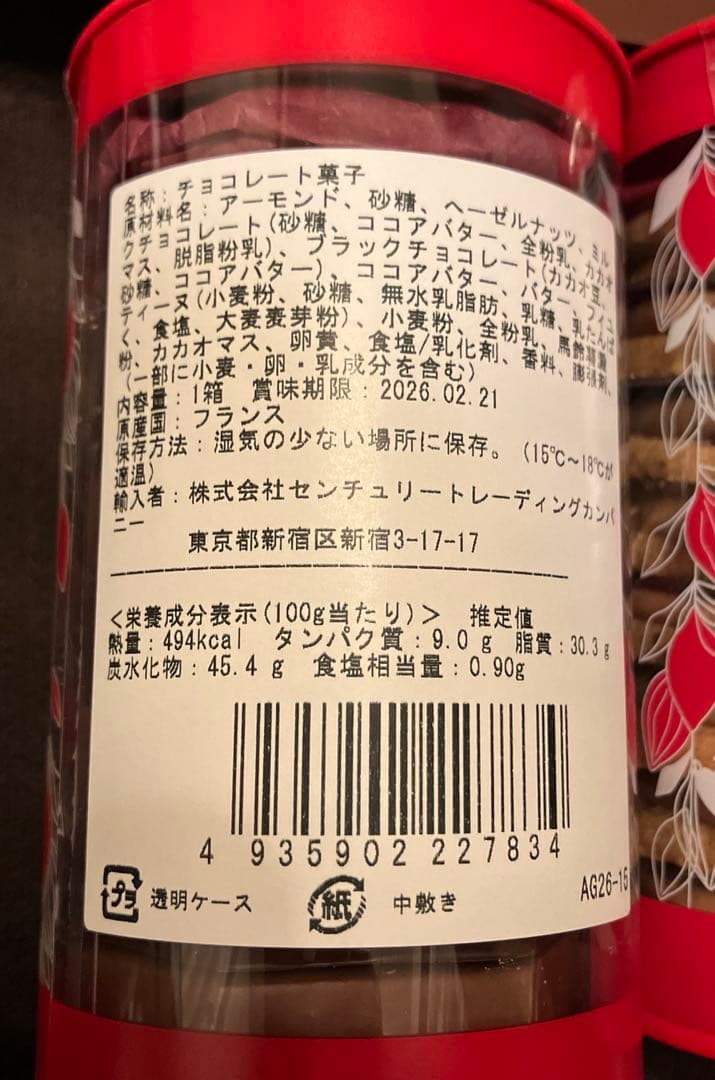 名称：チョコレート菓子
原材料名：アーモンド、砂糖、ヘーゼルナッツ、ミル
クチョコレート(砂糖、ココアバター、全粉乳、カカオ
マス、脱脂粉乳)、ブラックチョコレート(カカオ豆、
砂糖、ココアバター)、ココアバター、バター、フイユ
ティーヌ(小麦粉、砂糖、無水乳脂肪、乳糖、乳たんぱ
く、食塩、大麦麦芽粉)、小麦粉、全粉乳、馬鈴薯澱
粉、カカオマス、卵黄、食塩/乳化剤、香料、膨張剤、
(一部に小麦・卵・乳成分を含む)
内容量：1箱　賞味期限：2026.02.21
原産国：フランス
保存方法：湿気の少ない場所に保存。(15℃～18℃が
適温)
輸入者：株式会社センチュリートレーディングカンパ
ニー
東京都新宿区新宿3-17-17
＜栄養成分表示(100g当たり)＞　推定値
熱量：494kcal　タンパク質：9.0 g　脂質：30.3 g
炭水化物：45.4 g　食塩相当量：0.90g
4 935902 227834
プラ 透明ケース　紙 中敷き
AG26-15